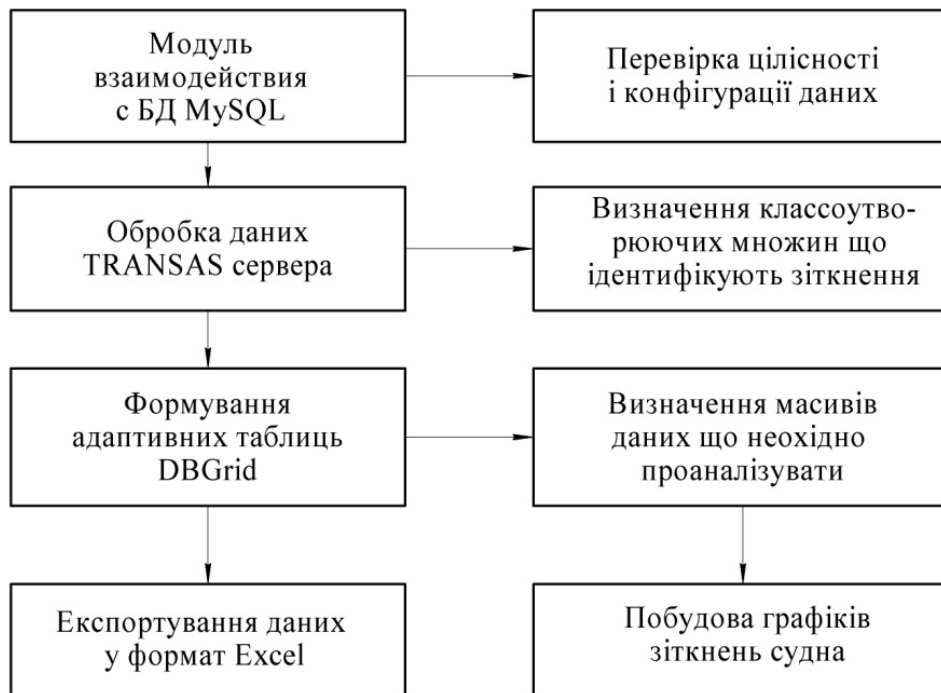 Модуль
взаимодействия
с БД MySQL
Перевірка цілісності
і конфігурації даних
Обробка даних
TRANSAS сервера
Визначення классоутво-
рюючих множин що
ідентифікують зіткнення
Формування
адаптивних таблиць
DBGrid
Визначення масивів
даних що неохідно
проаналізувати
Експортування даних
у формат Excel
Побудова графіків
зіткнень судна